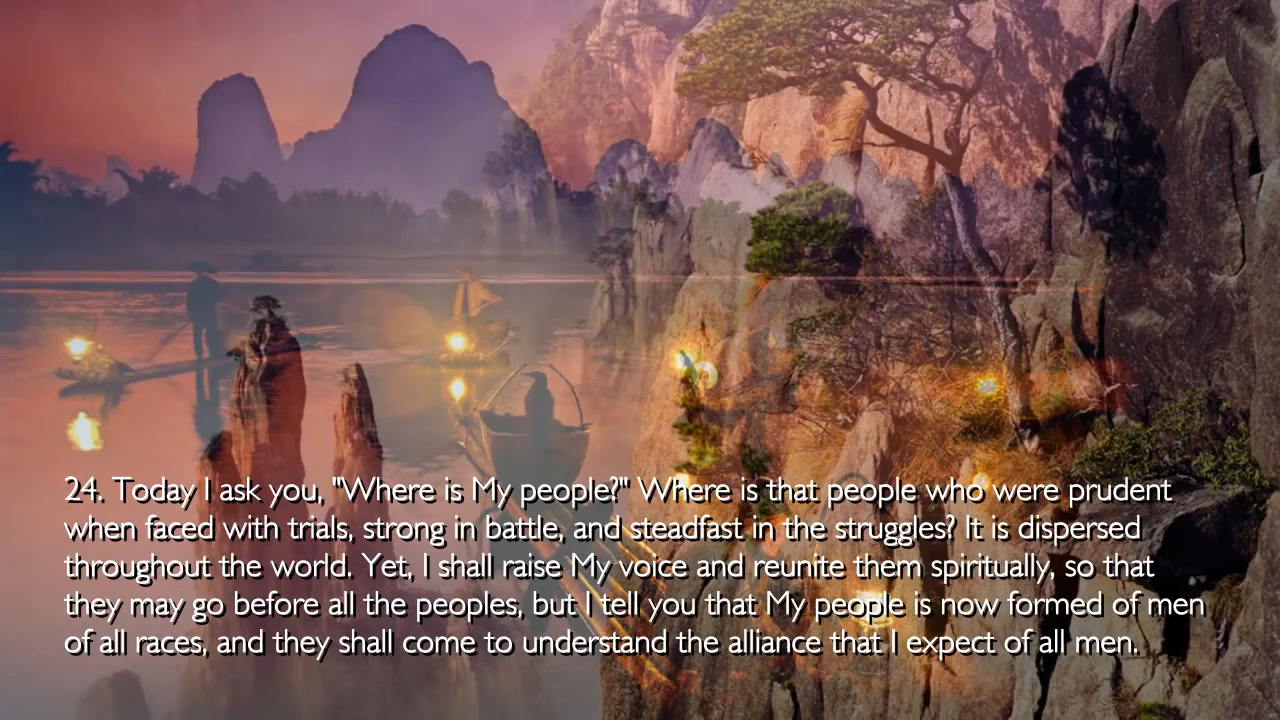 24. Today I ask you, "Where is My people?" Where is that people who were prudent
when faced with trials, strong in battle, and steadfast in the struggles? It is dispersed
throughout the world. Yet, I shall raise My voice and reunite them spiritually, so that
they may go before all the peoples, but I tell you that My people is now formed of men
of all races, and they shall come to understand the alliance that I expect of all men.